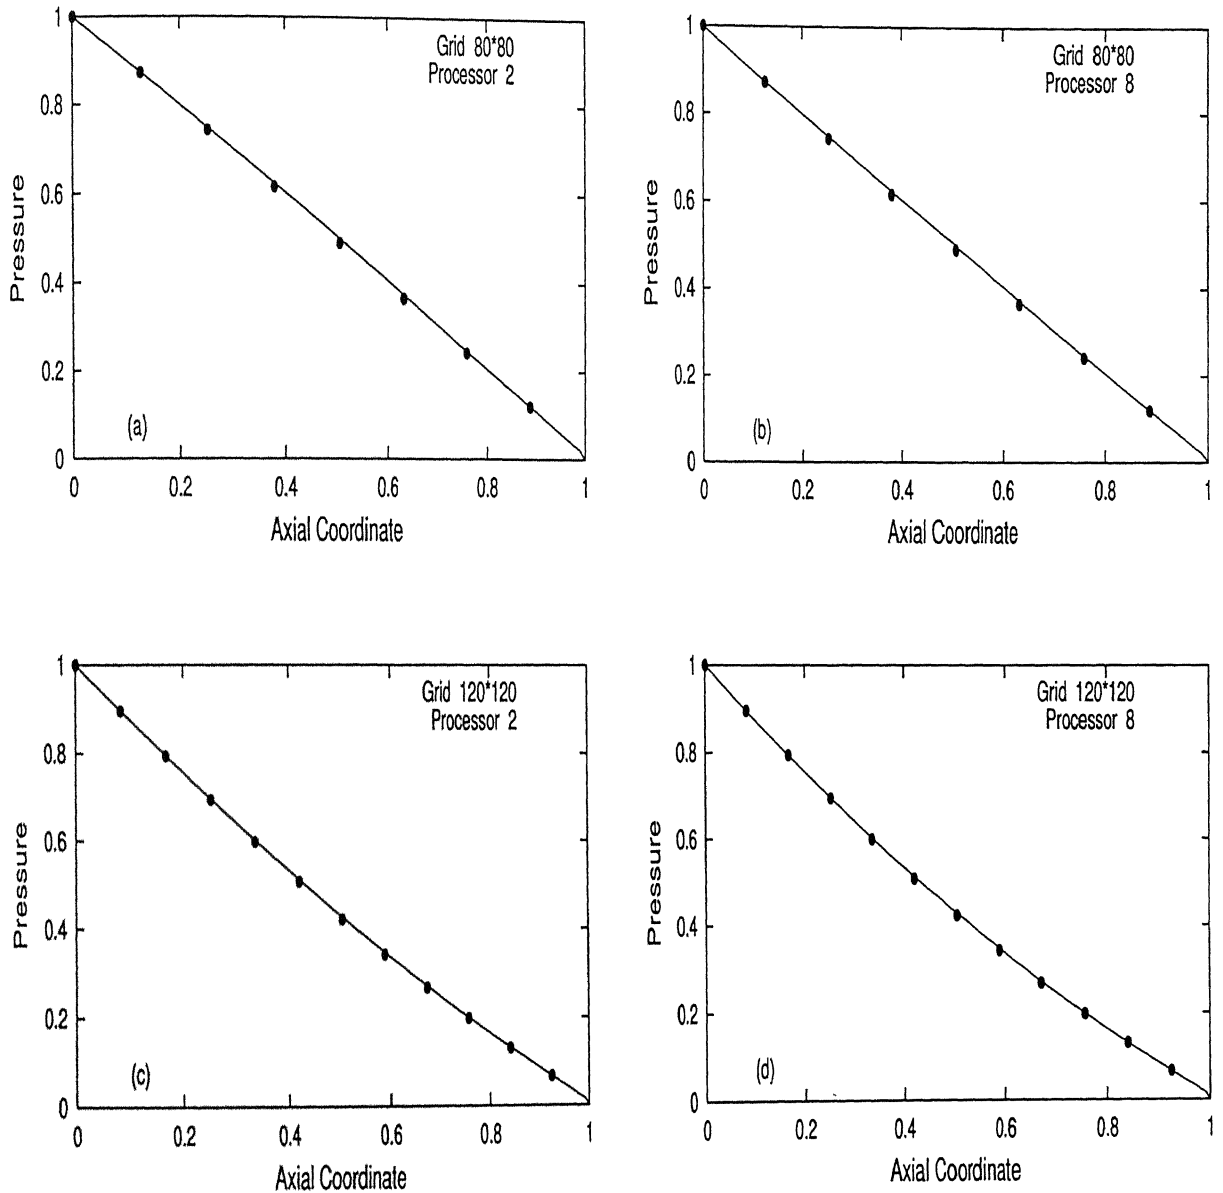 1
0.8
0.6
0.4
0.2
0
Pressure
Grid 80*80
Processor 2
(a)
0 0.2 0.4 0.6 0.8 1
Axial Coordinate
1
0.8
0.6
0.4
0.2
0
Pressure
Grid 80*80
Processor 8
(b)
0 0.2 0.4 0.6 0.8 1
Axial Coordinate
1
0.8
0.6
0.4
0.2
0
Pressure
Grid 120*120
Processor 2
(c)
0 0.2 0.4 0.6 0.8 1
Axial Coordinate
1
0.8
0.6
0.4
0.2
0
Pressure
Grid 120*120
Processor 8
(d)
0 0.2 0.4 0.6 0.8 1
Axial Coordinate